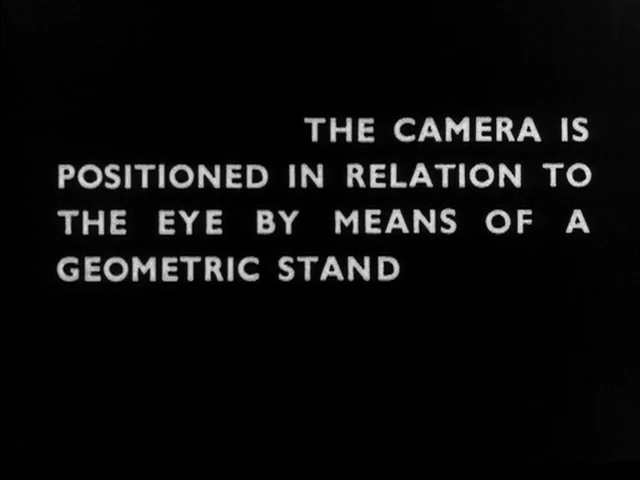 THE CAMERA IS
POSITIONED IN RELATION TO
THE EYE BY MEANS OF A
GEOMETRIC STAND